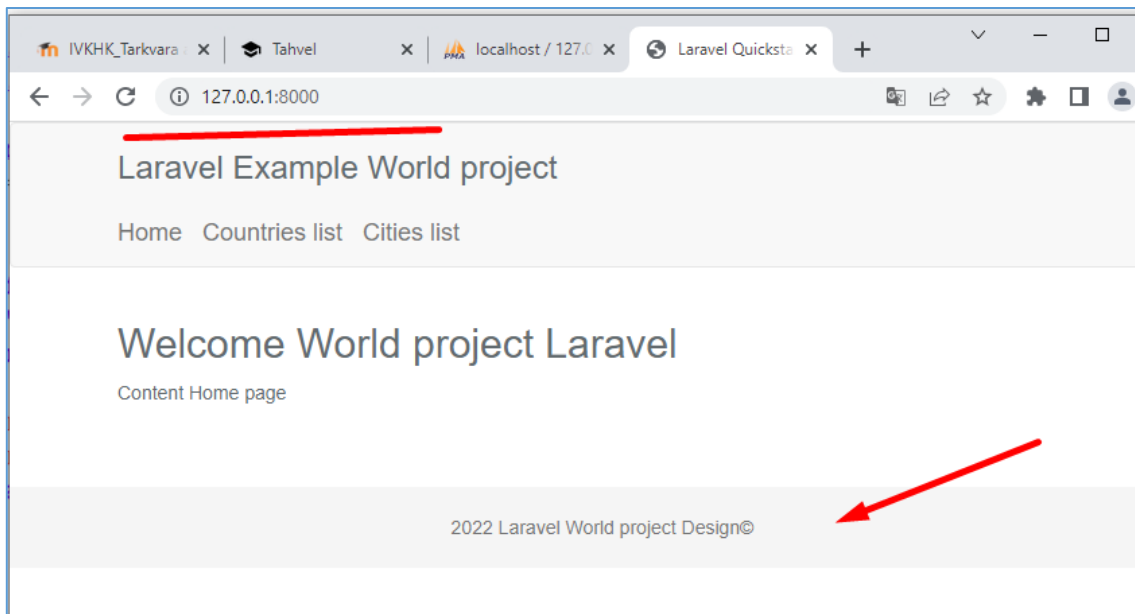 IVKHK_Tarkvara Tahvel localhost / 127.0 Laravel Quicksta
127.0.0.1:8000
Laravel Example World project
Home Countries list Cities list
Welcome World project Laravel
Content Home page
2022 Laravel World project Design©